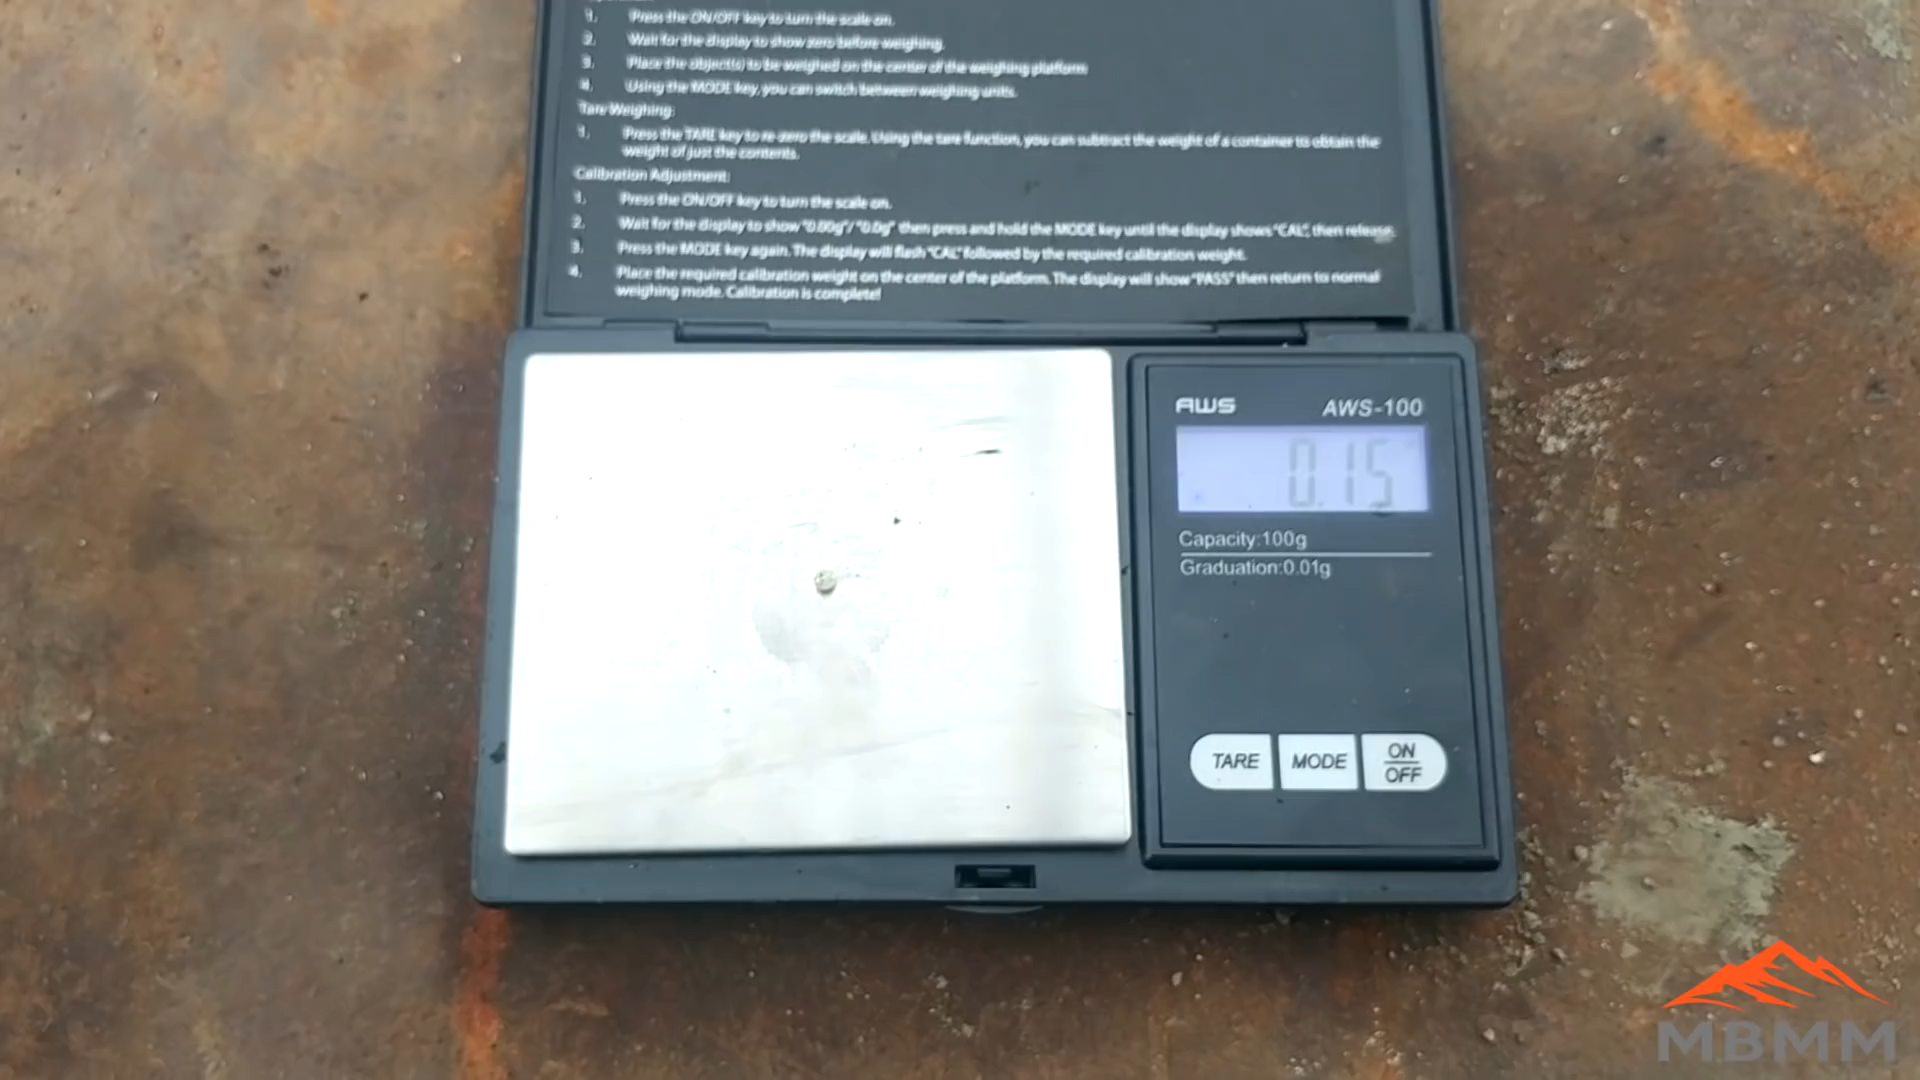 1. Press the ON/OFF key to turn the scale on.
2. Wait for the display to show zero before weighing.
3. Place the object(s) to be weighed on the center of the weighing platform
4. Using the MODE key, you can switch between weighing units.
Tare Weighing:
1. Press the TARE key to re-zero the scale. Using the tare function, you can subtract the weight of a container to obtain the
weight of just the contents.
Calibration Adjustment:
1. Press the ON/OFF key to turn the scale on.
2. Wait for the display to show "0.00g"/ "0.0g" then press and hold the MODE key until the display shows "CAL", then release.
3. Press the MODE key again. The display will flash "CAL" followed by the required calibration weight.
4. Place the required calibration weight on the center of the platform. The display will show "PASS" then return to normal
weighing mode. Calibration is complete!
AWS AWS-100
0.15
Capacity:100g
Graduation:0.01g
TARE MODE ON OFF
MBMM